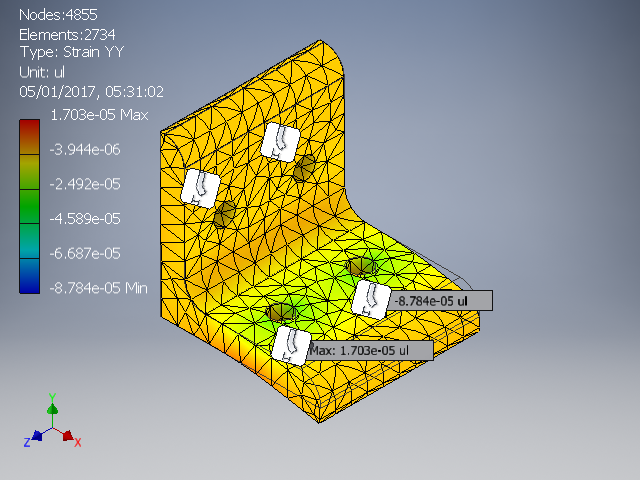 Nodes:4855
Elements:2734
Type: Strain YY
Unit: ul
05/01/2017, 05:31:02
1.703e-05 Max
-3.944e-06
-2.492e-05
-4.589e-05
-6.687e-05
-8.784e-05 Min
-8.784e-05 ul
Max: 1.703e-05 ul
Y
Z
X